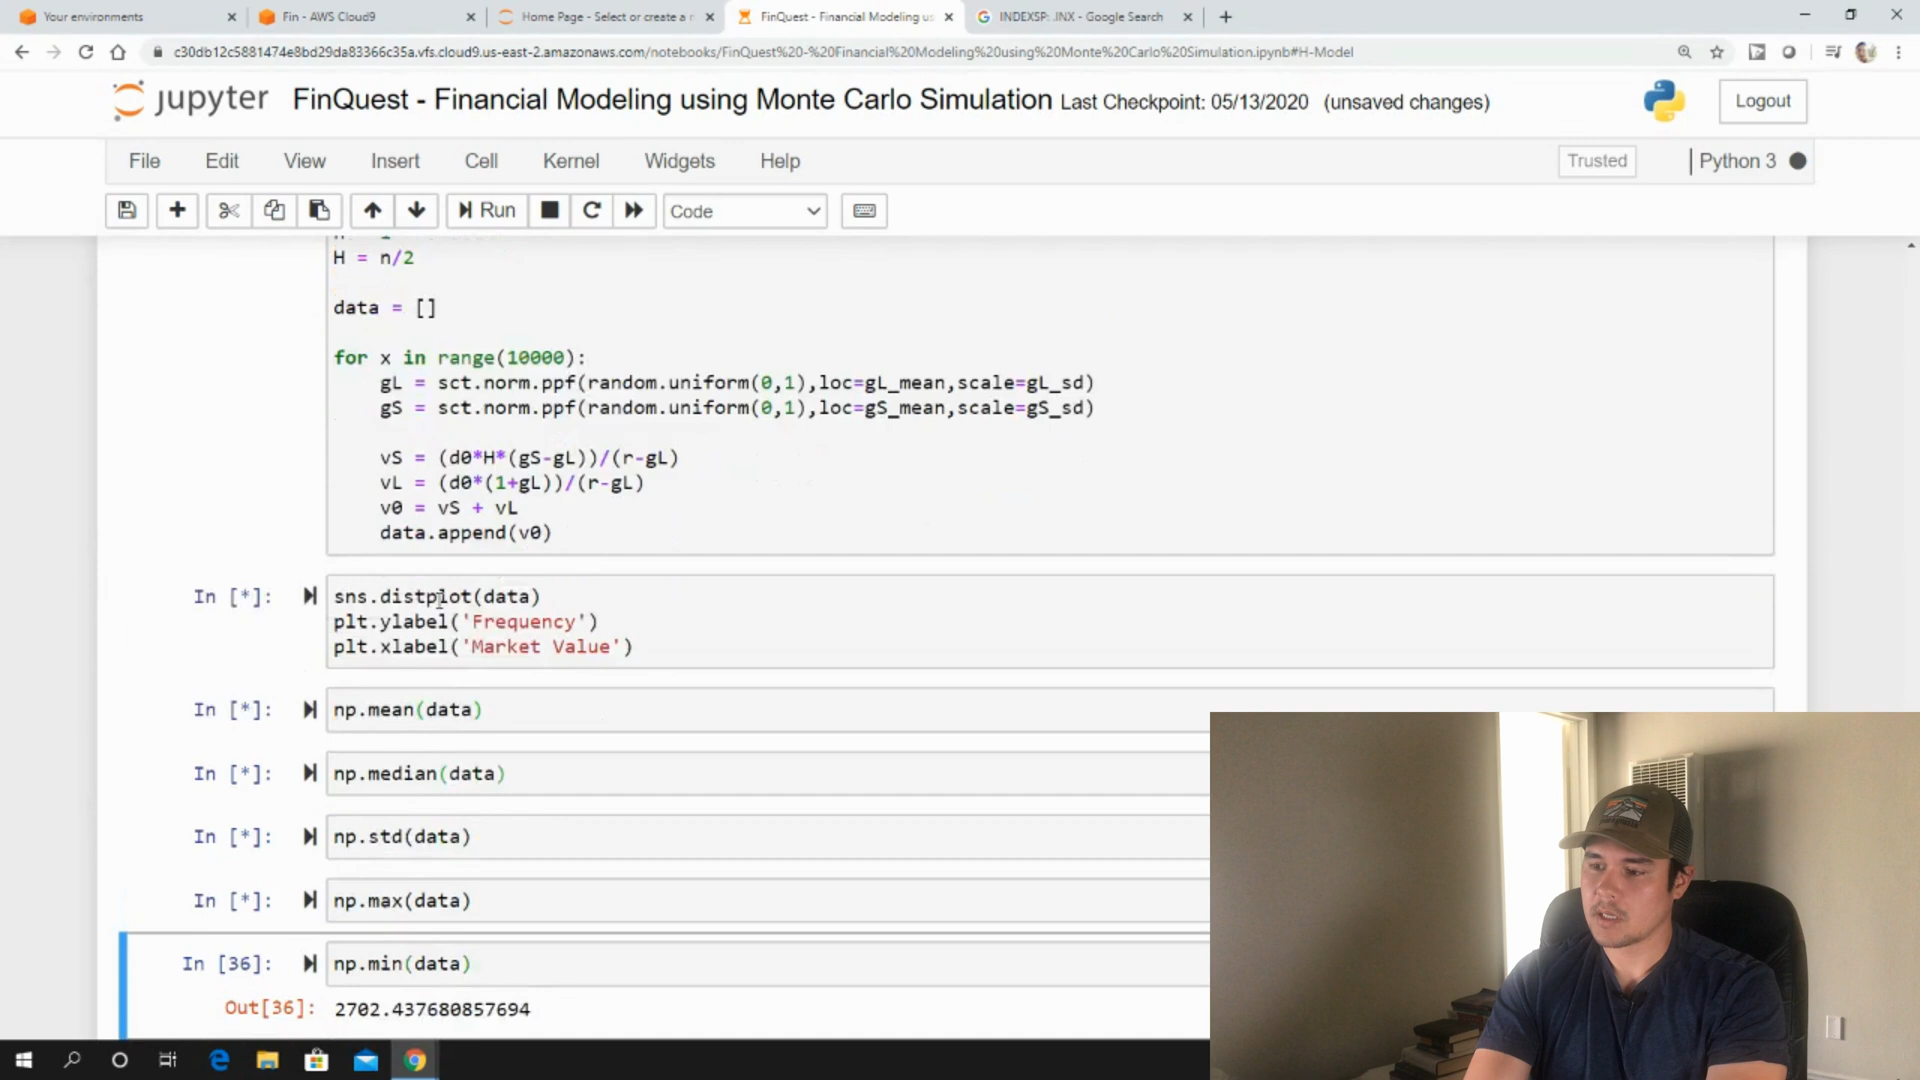 Your environments
Fin - AWS Cloud9
Home Page - Select or create a n
FinQuest - Financial Modeling us
INDEXSP: .INX - Google Search
c30db12c5881474e8bd29da83366c35a.vfs.cloud9.us-east-2.amazonaws.com/notebooks/FinQuest%20-%20Financial%20Modeling%20using%20Monte%20Carlo%20Simulation.ipynb#H-Model
jupyter
FinQuest - Financial Modeling using Monte Carlo Simulation Last Checkpoint: 05/13/2020 (unsaved changes)
Logout
File Edit View Insert Cell Kernel Widgets Help
Trusted
Python 3
Run
Code
H = n/2
data = []
for x in range(10000):
gL = sct.norm.ppf(random.uniform(0,1),loc=gL_mean,scale=gL_sd)
gS = sct.norm.ppf(random.uniform(0,1),loc=gS_mean,scale=gS_sd)
vS = (d0*H*(gS-gL))/(r-gL)
vL = (d0*(1+gL))/(r-gL)
v0 = vS + vL
data.append(v0)
In [*]: sns.distplot(data)
plt.ylabel('Frequency')
plt.xlabel('Market Value')
In [*]: np.mean(data)
In [*]: np.median(data)
In [*]: np.std(data)
In [*]: np.max(data)
In [36]: np.min(data)
Out[36]: 2702.437680857694